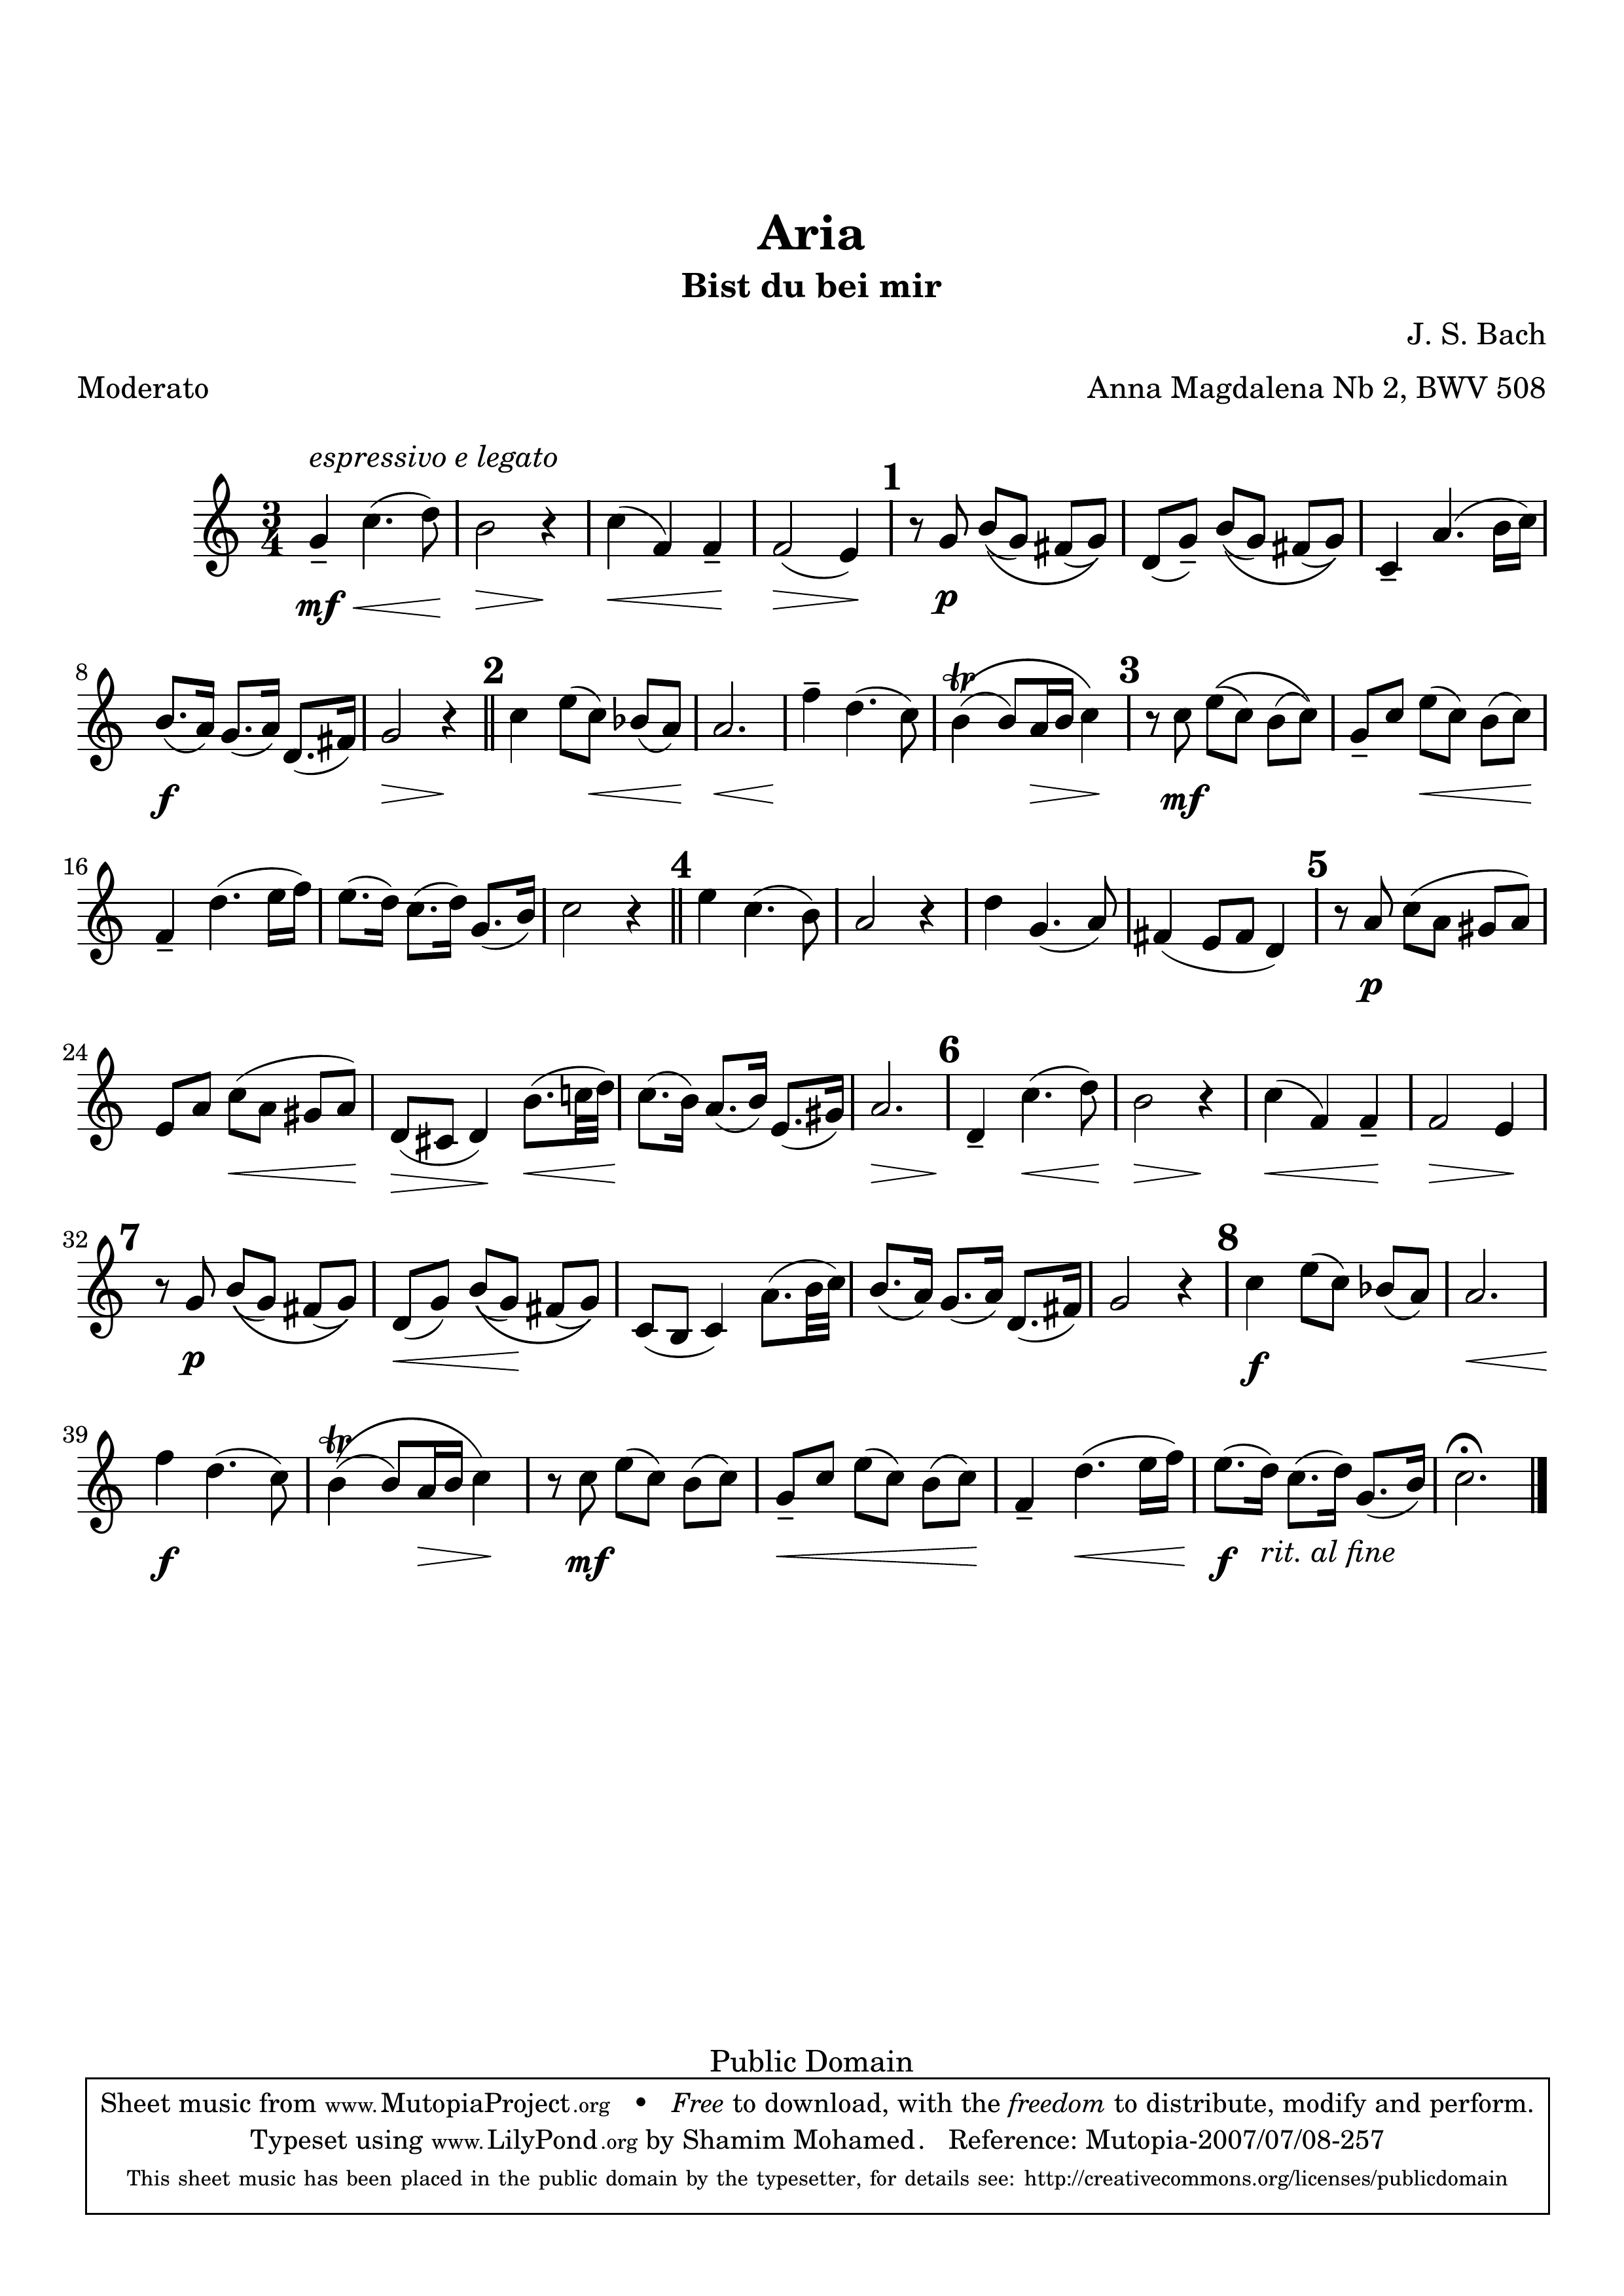 Aria
Bist du bei mir
J. S. Bach
Moderato
Anna Magdalena Nb 2, BWV 508
espressivo e legato
1
3
4
mf
p
8
2
3
f
mf
16
4
5
p
24
6
32
7
8
p
f
39
f
mf
f
rit. al fine
Public Domain
Sheet music from www.MutopiaProject.org • Free to download, with the freedom to distribute, modify and perform.
Typeset using www.LilyPond.org by Shamim Mohamed. Reference: Mutopia-2007/07/08-257
This sheet music has been placed in the public domain by the typesetter, for details see: http://creativecommons.org/licenses/publicdomain